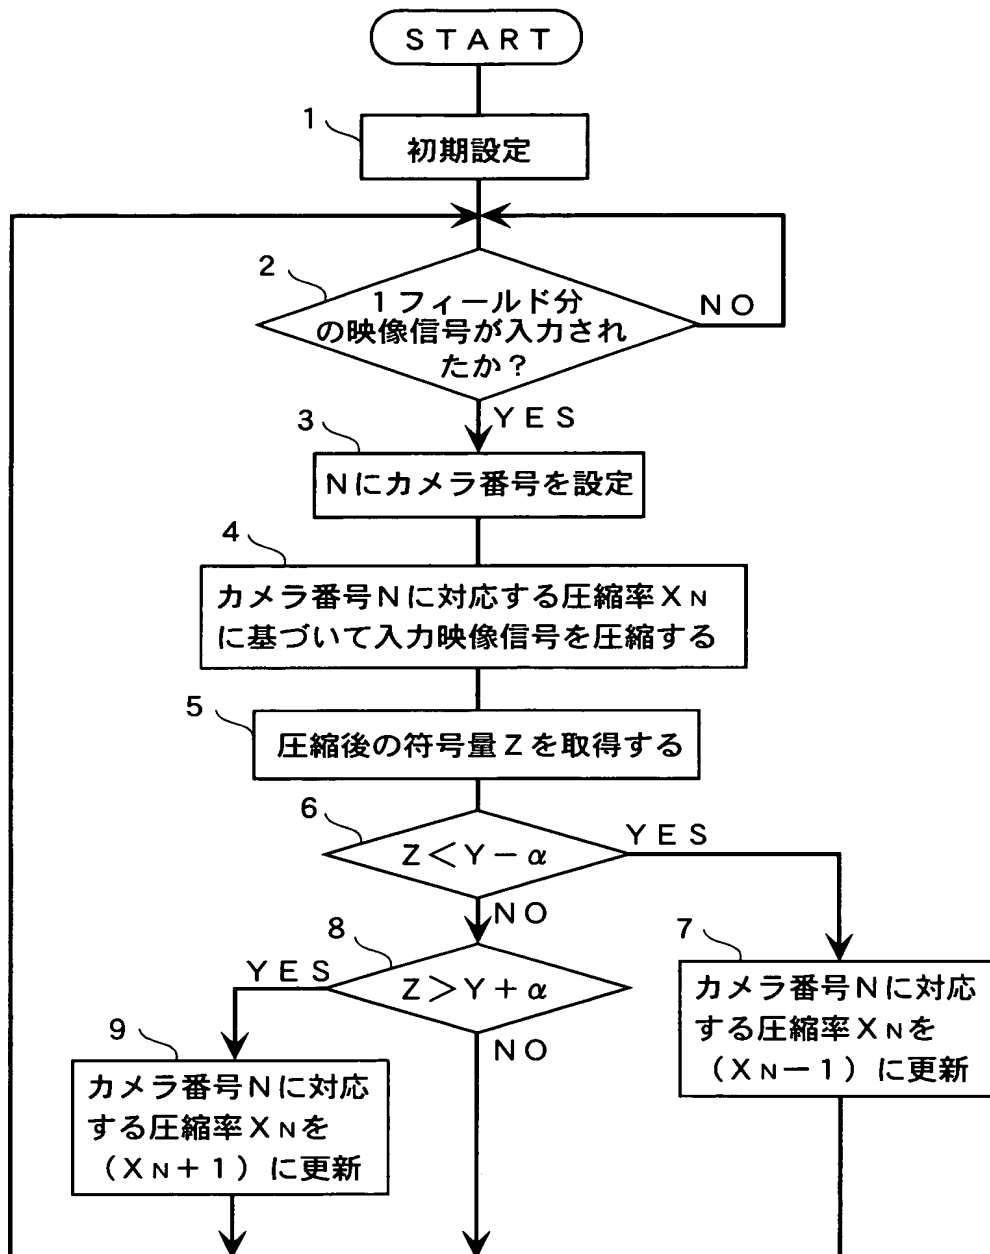 START
1
初期設定
2
1フィールド分
の映像信号が入力され
たか？
NO
YES
3
Nにカメラ番号を設定
4
カメラ番号Nに対応する圧縮率XN
に基づいて入力映像信号を圧縮する
5
圧縮後の符号量Zを取得する
6
Z＜Y－α
YES
NO
8
Z＞Y＋α
YES
NO
7
カメラ番号Nに対応
する圧縮率XNを
（XN－1）に更新
9
カメラ番号Nに対応
する圧縮率XNを
（XN＋1）に更新